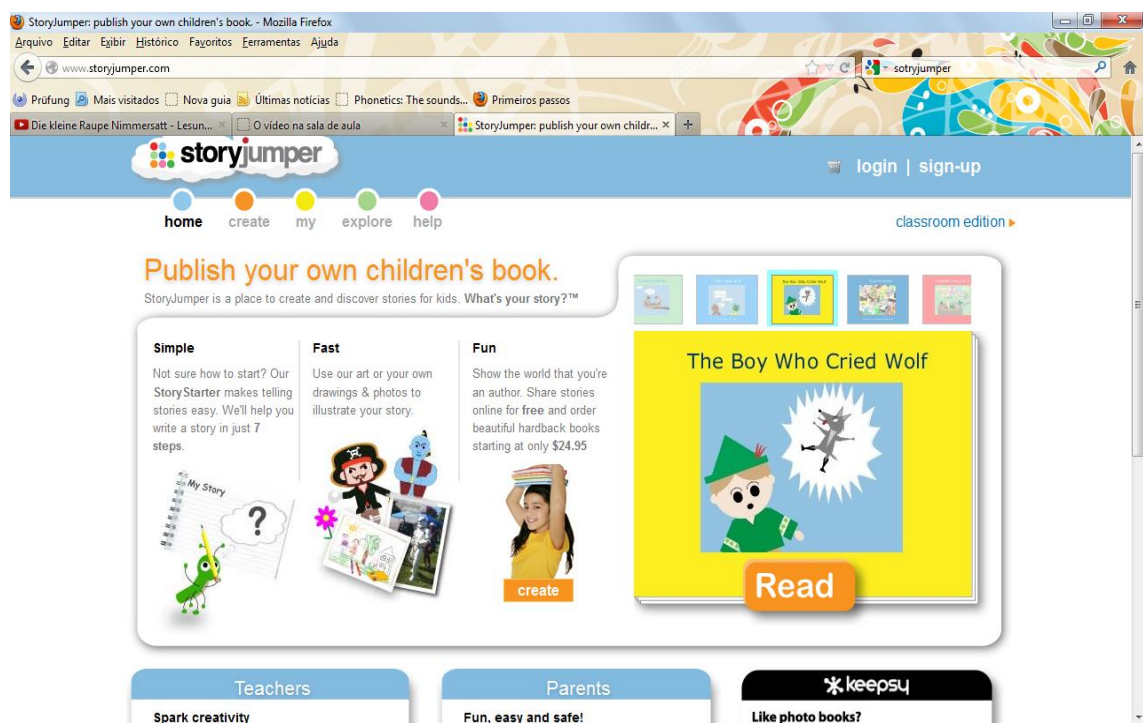 StoryJumper: publish your own children's book. - Mozilla Firefox
Arquivo Editar Exibir Histórico Favoritos Ferramentas Ajuda
www.storyjumper.com
sotryjumper
Prüfung Mais visitados Nova guia Últimas notícias Phonetics: The sounds... Primeiros passos
Die kleine Raupe Nimmersatt - Lesun... O vídeo na sala de aula StoryJumper: publish your own childr...
storyjumper
login | sign-up
home create my explore help
classroom edition
Publish your own children's book.
StoryJumper is a place to create and discover stories for kids. What's your story?™
Simple
Not sure how to start? Our
StoryStarter makes telling
stories easy. We'll help you
write a story in just 7
steps.
My Story
?
Fast
Use our art or your own
drawings & photos to
illustrate your story.
Fun
Show the world that you're
an author. Share stories
online for free and order
beautiful hardback books
starting at only $24.95
create
The Boy Who Cried Wolf
The Boy Who Cried Wolf
Read
Teachers
Spark creativity
Parents
Fun, easy and safe!
keepsy
Like photo books?